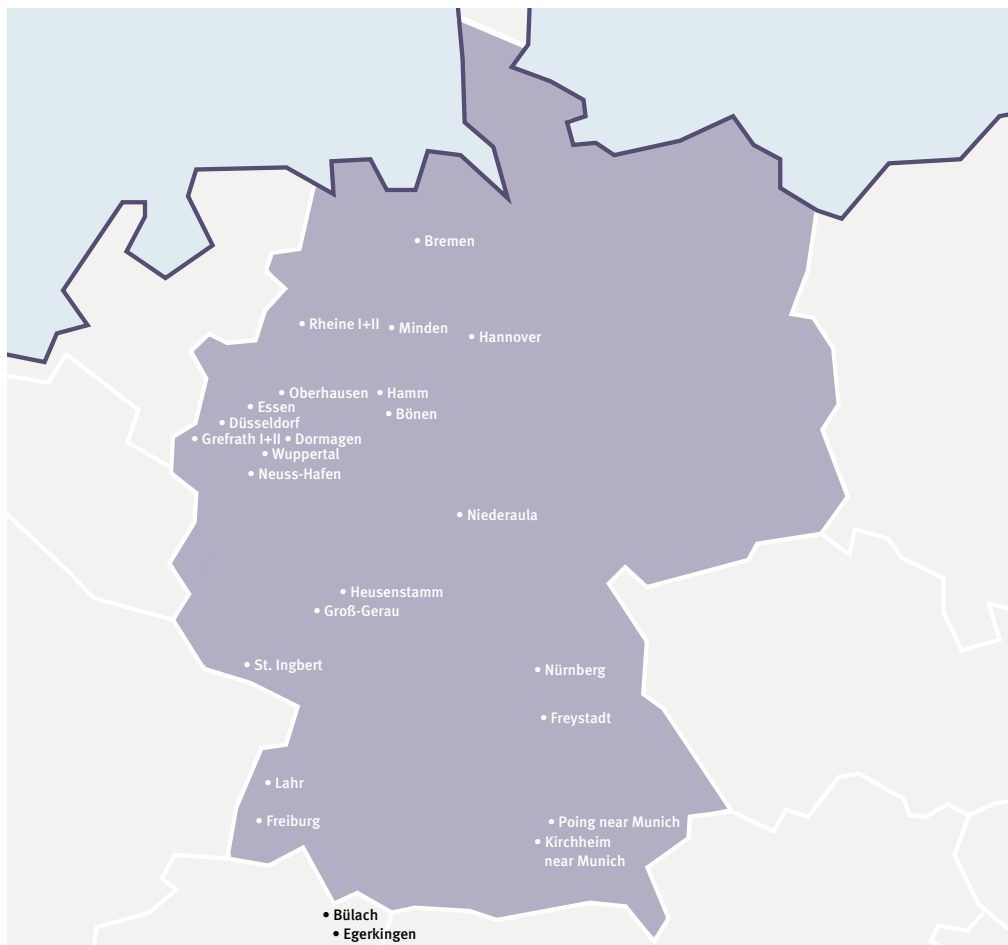 • Bremen
• Rheine I+II
• Minden
• Hannover
• Oberhausen
• Hamm
• Essen
• Bönen
• Düsseldorf
• Grefrath I+II
• Dormagen
• Wuppertal
• Neuss-Hafen
• Niederaula
• Heusenstamm
• Groß-Gerau
• St. Ingbert
• Nürnberg
• Freystadt
• Lahr
• Freiburg
• Poing near Munich
• Kirchheim
near Munich
• Bülach
• Egerkingen